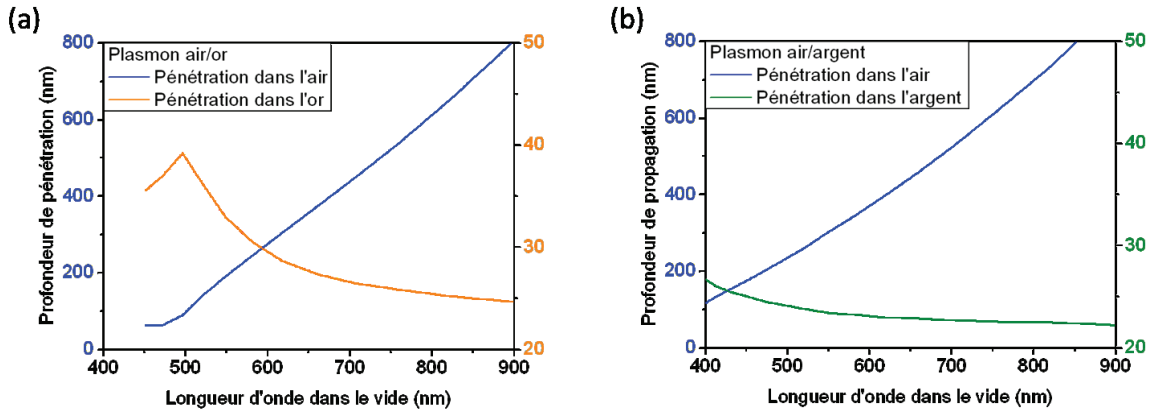 (a)
Plasmon air/or
Pénétration dans l'air
Pénétration dans l'or
Profondeur de pénétration (nm)
800
600
400
200
0
50
40
30
20
400 500 600 700 800 900
Longueur d'onde dans le vide (nm)
(b)
Plasmon air/argent
Pénétration dans l'air
Pénétration dans l'argent
Profondeur de propagation (nm)
800
600
400
200
0
50
40
30
20
400 500 600 700 800 900
Longueur d'onde dans le vide (nm)